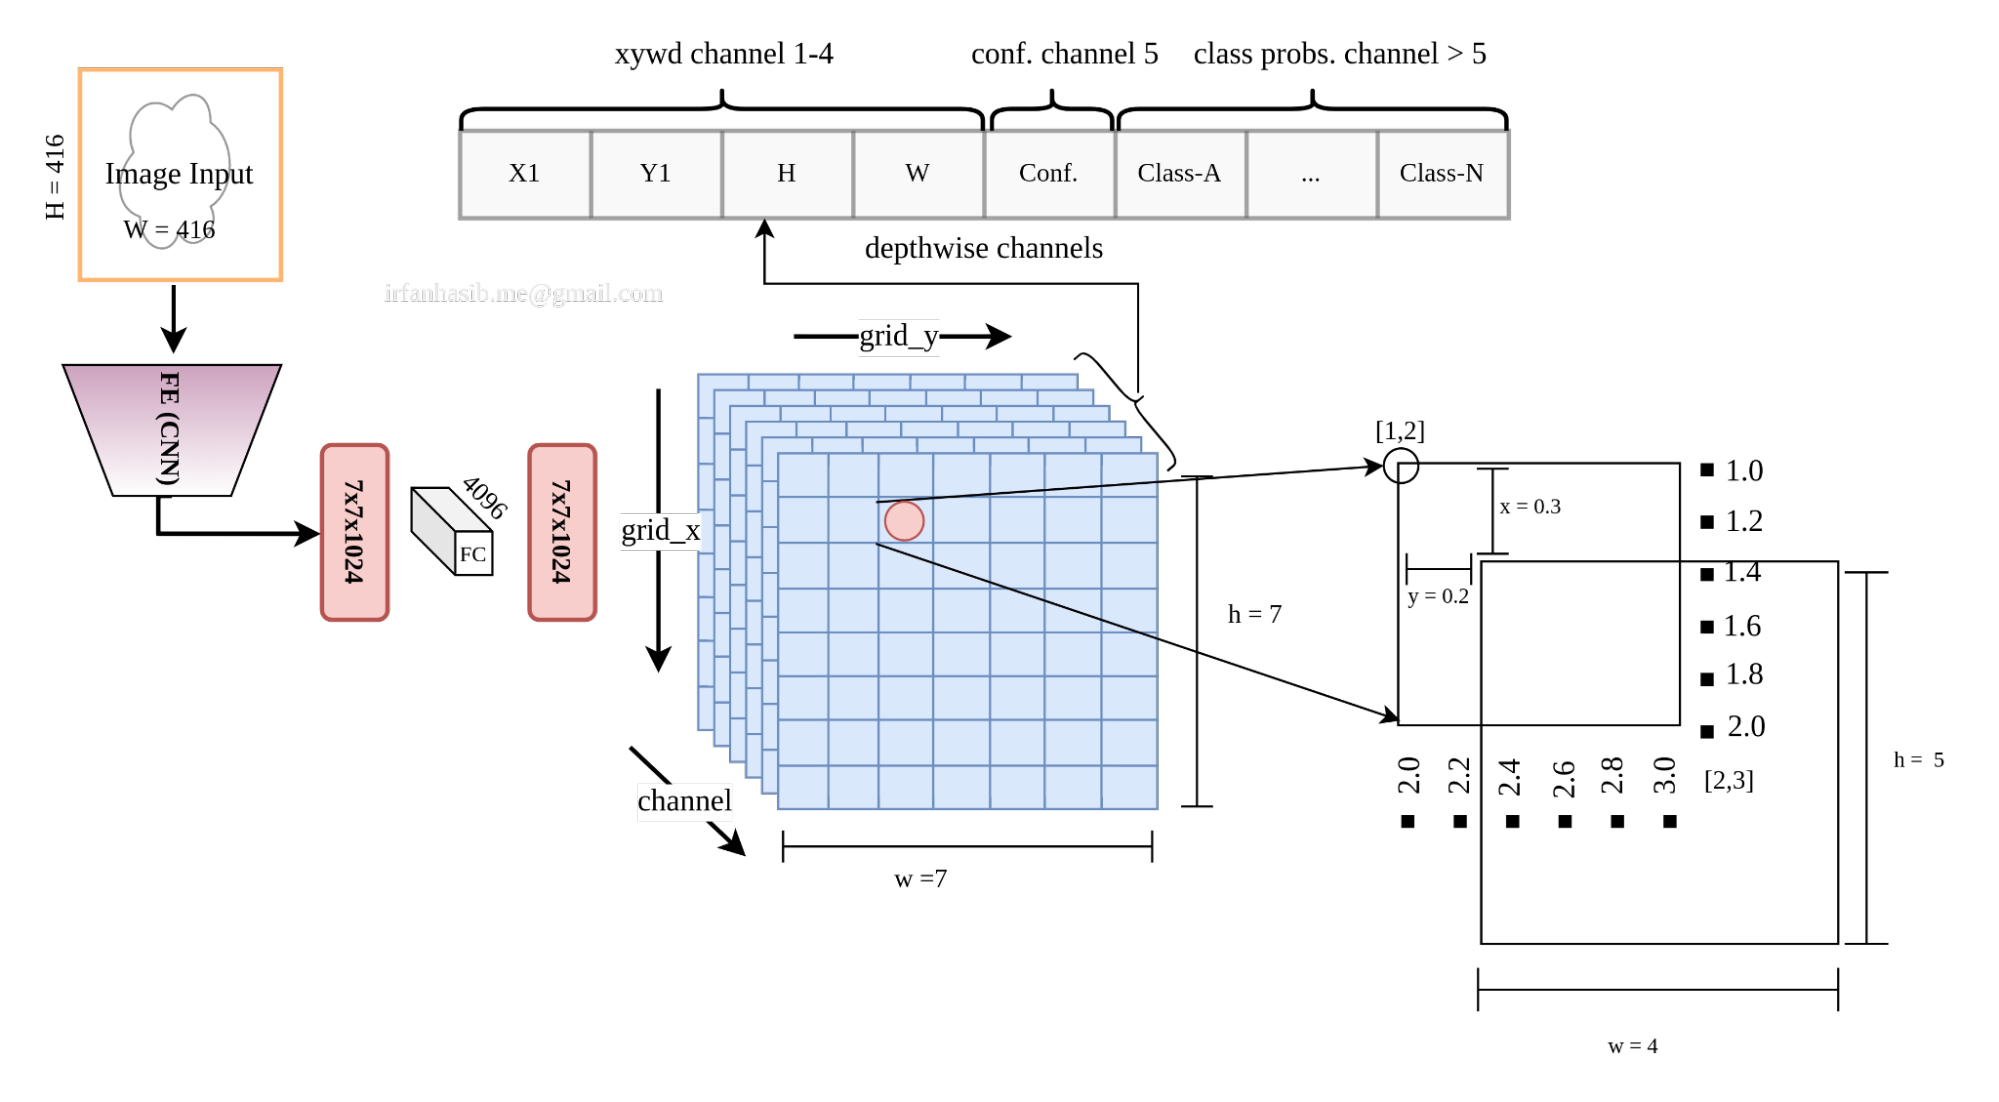 xywd channel 1-4
conf. channel 5
class probs. channel > 5
H = 416
Image Input
W = 416
X1
Y1
H
W
Conf.
Class-A
...
Class-N
depthwise channels
irfanhasib.me@gmail.com
grid_y
FE (CNN)
7x7x1024
4096
FC
7x7x1024
grid_x
channel
h = 7
w =7
[1,2]
x = 0.3
y = 0.2
1.0
1.2
1.4
1.6
1.8
2.0
2.0
2.2
2.4
2.6
2.8
3.0
[2,3]
h =  5
w = 4